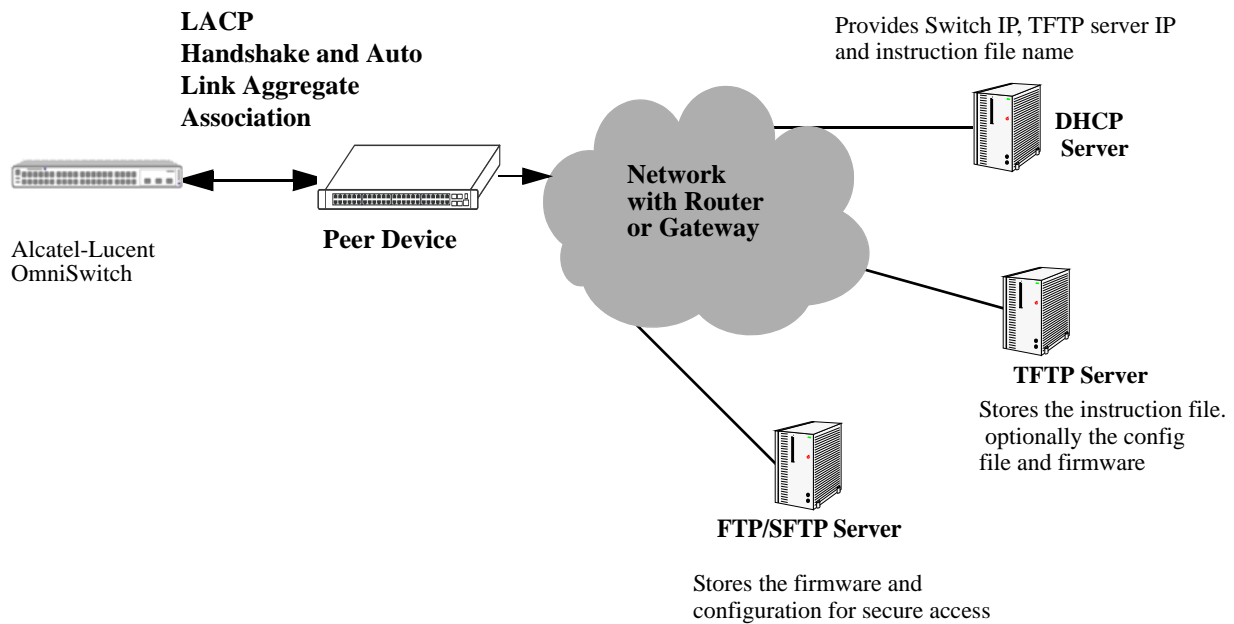 LACP
Handshake and Auto
Link Aggregate
Association
Provides Switch IP, TFTP server IP
and instruction file name
DHCP
Server
Network
with Router
or Gateway
Peer Device
Alcatel-Lucent
OmniSwitch
TFTP Server
Stores the instruction file.
optionally the config
file and firmware
FTP/SFTP Server
Stores the firmware and
configuration for secure access